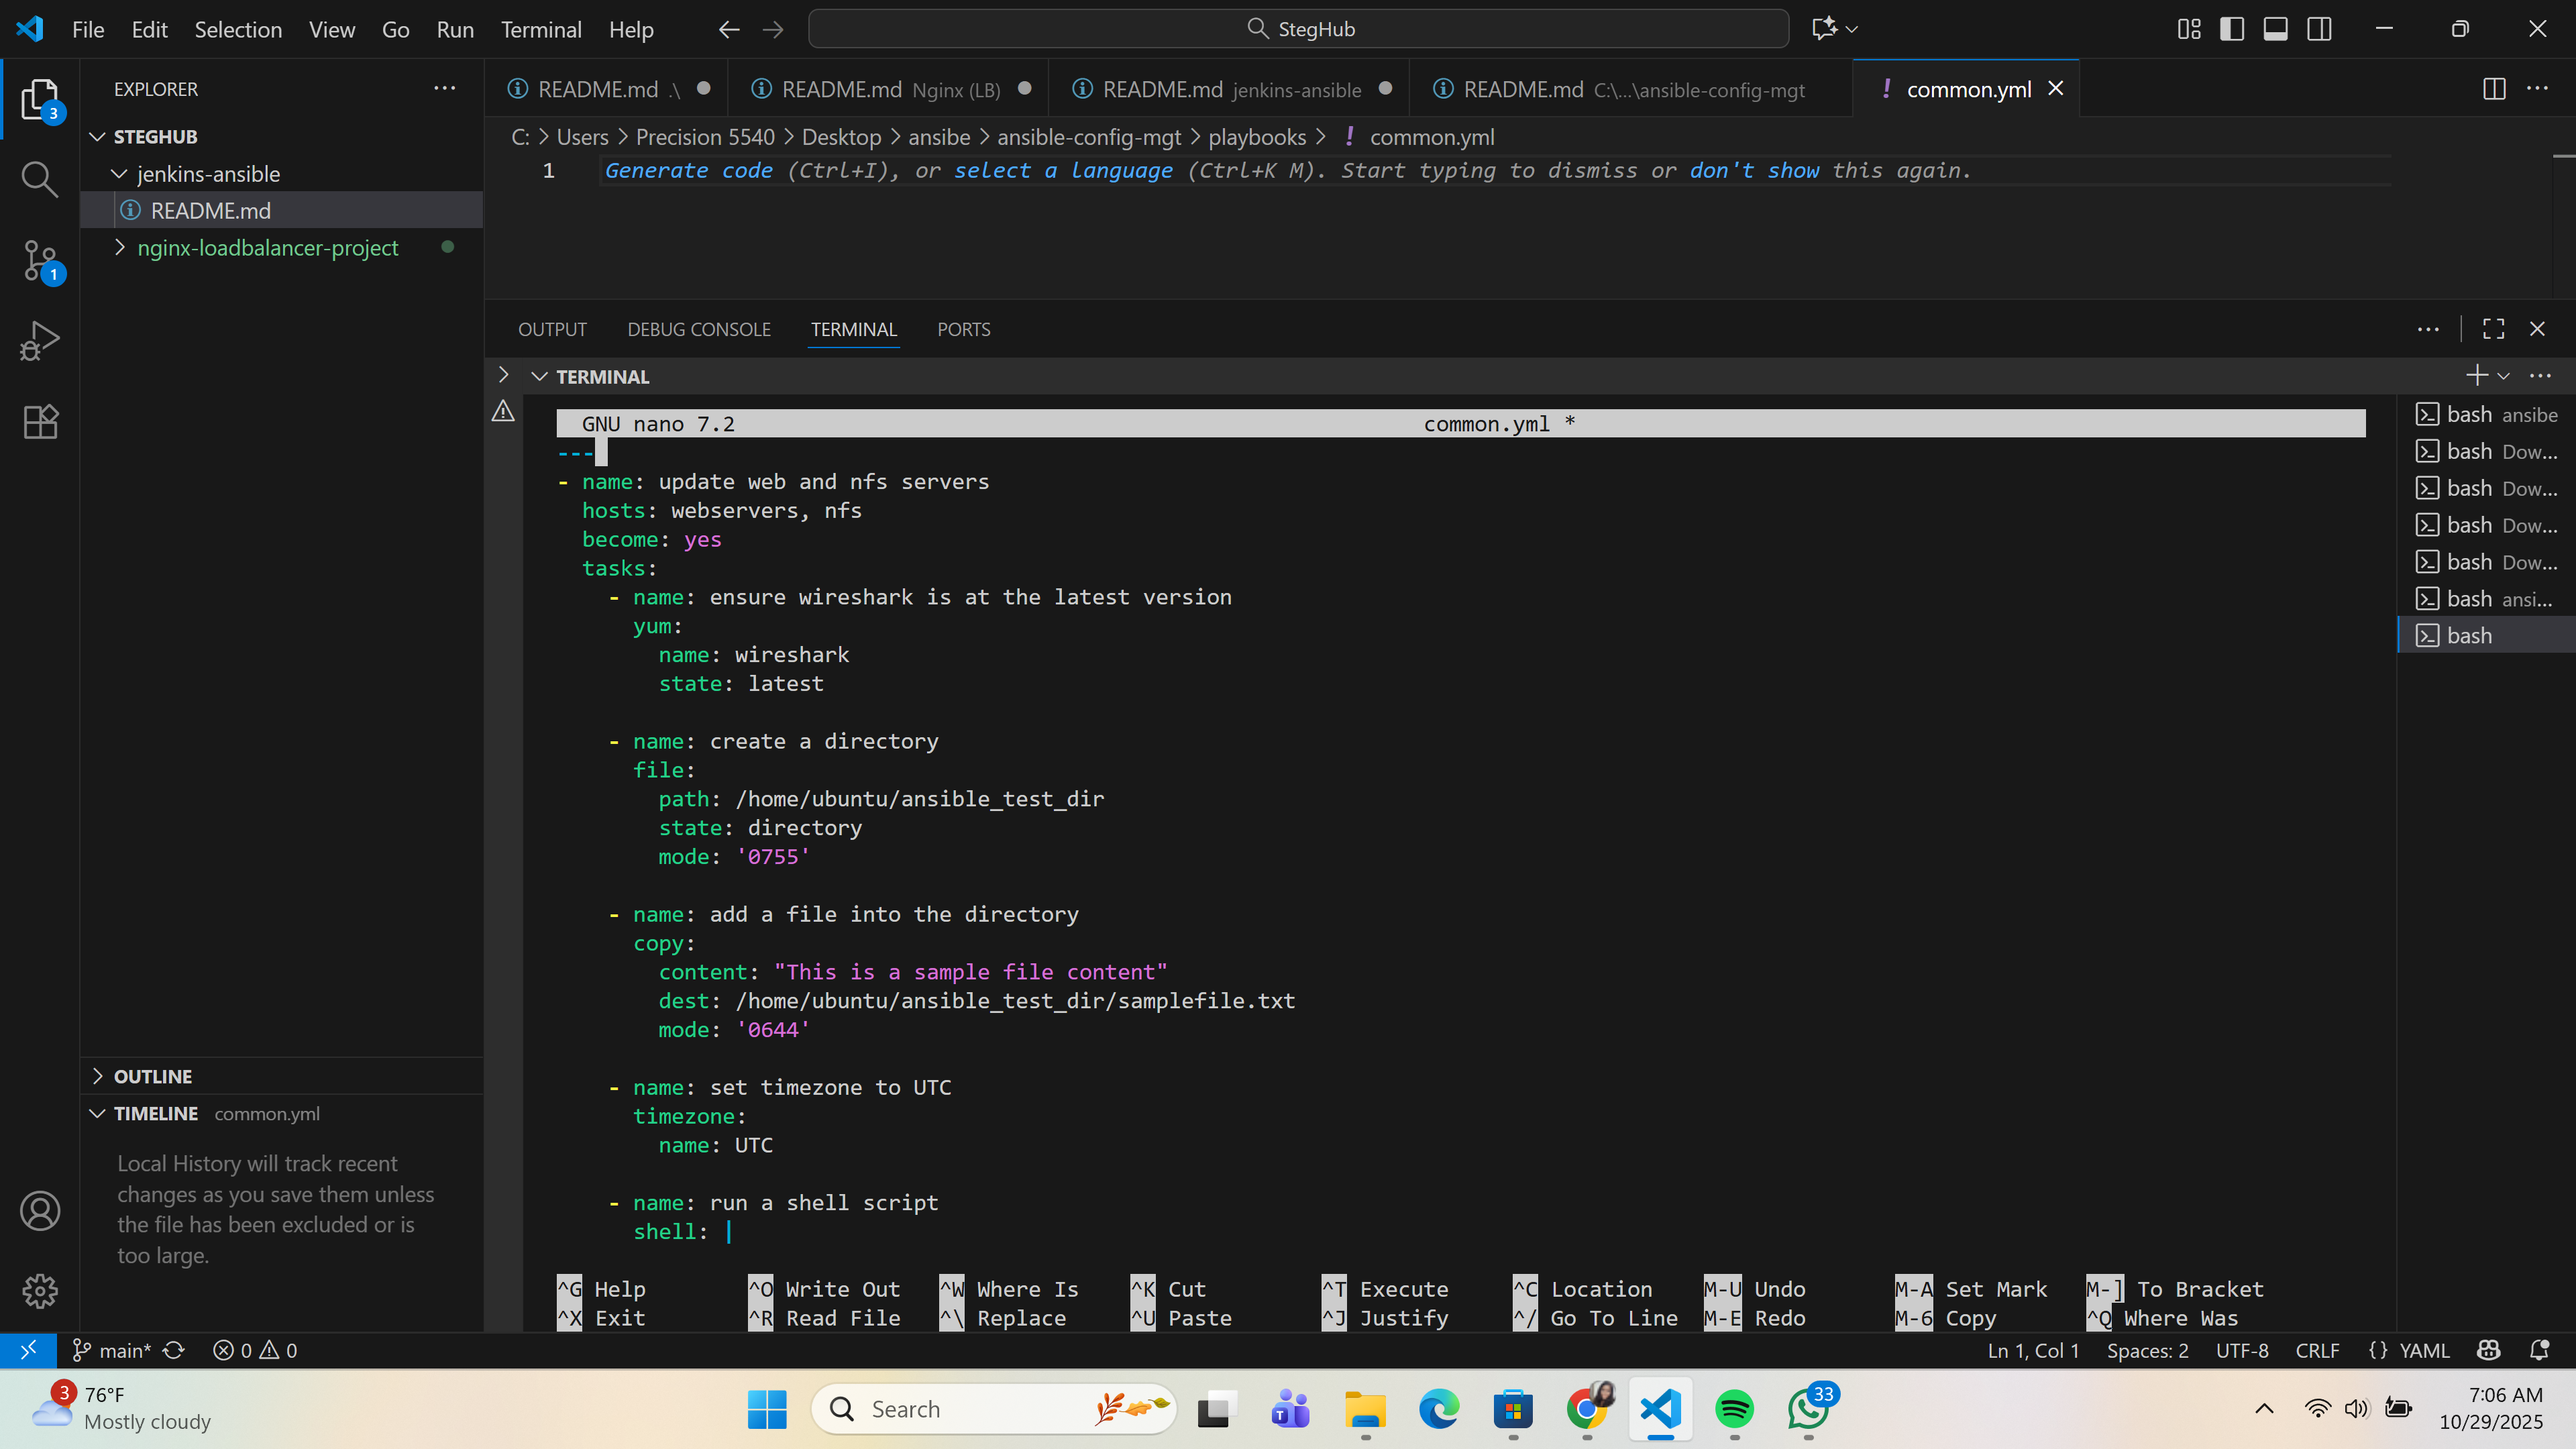 File Edit Selection View Go Run Terminal Help
StegHub
3
1
EXPLORER
STEGHUB
jenkins-ansible
README.md
nginx-loadbalancer-project
OUTLINE
TIMELINE common.yml
Local History will track recent
changes as you save them unless
the file has been excluded or is
too large.
README.md .\
README.md Nginx (LB)
README.md jenkins-ansible
README.md C:\...\ansible-config-mgt
! common.yml
C: > Users > Precision 5540 > Desktop > ansibe > ansible-config-mgt > playbooks > ! common.yml
1 Generate code (Ctrl+I), or select a language (Ctrl+K M). Start typing to dismiss or don't show this again.
OUTPUT DEBUG CONSOLE TERMINAL PORTS
TERMINAL
GNU nano 7.2 common.yml *
---
- name: update web and nfs servers
  hosts: webservers, nfs
  become: yes
  tasks:
    - name: ensure wireshark is at the latest version
      yum:
        name: wireshark
        state: latest

    - name: create a directory
      file:
        path: /home/ubuntu/ansible_test_dir
        state: directory
        mode: '0755'

    - name: add a file into the directory
      copy:
        content: "This is a sample file content"
        dest: /home/ubuntu/ansible_test_dir/samplefile.txt
        mode: '0644'

    - name: set timezone to UTC
      timezone:
        name: UTC

    - name: run a shell script
      shell: |
^G Help ^O Write Out ^W Where Is ^K Cut ^T Execute ^C Location M-U Undo M-A Set Mark M-] To Bracket
^X Exit ^R Read File ^\ Replace ^U Paste ^J Justify ^/ Go To Line M-E Redo M-6 Copy ^Q Where Was
bash ansibe
bash Dow...
bash Dow...
bash Dow...
bash Dow...
bash ansi...
bash
main* 0 0
Ln 1, Col 1 Spaces: 2 UTF-8 CRLF {} YAML
3
76°F
Mostly cloudy
Search
33
7:06 AM
10/29/2025